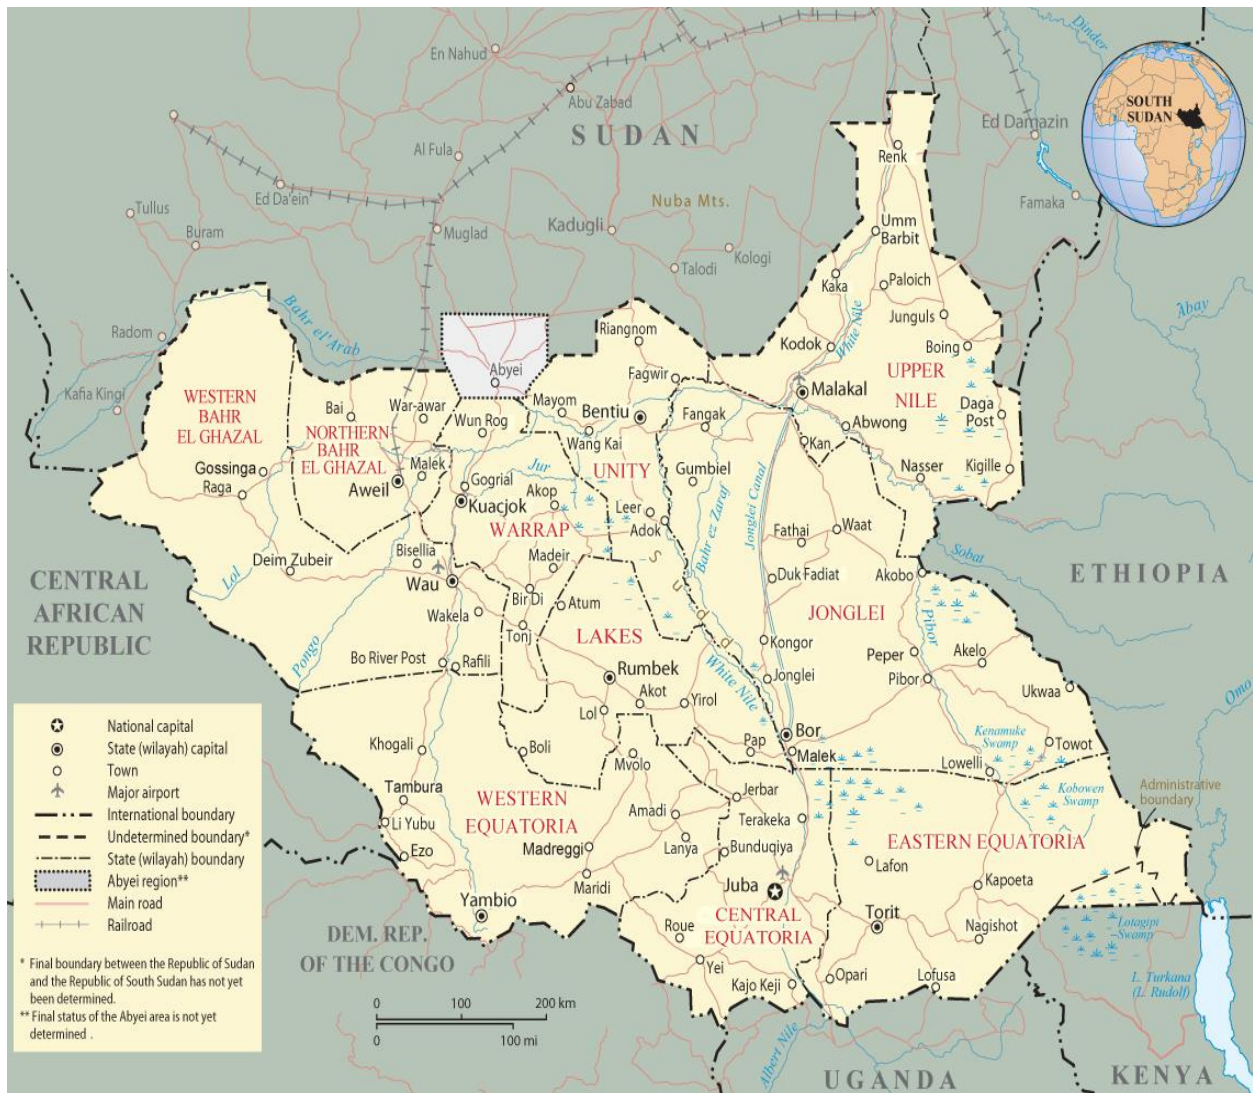 Dinder
En Nahud
Abu Zabad
SUDAN
SOUTH
SUDAN
Ed Damazin
Al Fula
Renk
Ed Da'ein
Nuba Mts.
Famaka
Tullus
Kadugli
Umm
Barbit
Buram
Muglad
Kologi
Talodi
Kaka
Paloich
Bahr el'Arab
Abay
Junguls
White Nile
Radom
Riangnom
Kodok
Boing
Abyei
Fagwir
UPPER
NILE
Kafia Kingi
WESTERN
BAHR
EL GHAZAL
Malakal
Bai
War-awar
Mayom
Bentiu
Fangak
Daga
Post
Wun Rog
Abwong
NORTHERN
BAHR
EL GHAZAL
Wang Kai
Kan
Gossinga
Malek
Jur
UNITY
Gumbiel
Nasser
Kigille
Raga
Aweil
Gogrial
Akop
Kuacjok
Leer
Bahr ez Zaraf
Jonglei Canal
WARRAP
Adok
Fathai
Waat
Bisellia
Madeir
Sudd
Sobat
Deim Zubeir
CENTRAL
AFRICAN
REPUBLIC
Lol
Wau
Duk Fadiat
Akobo
ETHIOPIA
Bir Di
Atum
Wakela
JONGLEI
Pibor
Tonj
LAKES
Kongor
Pongo
Bo River Post
Rafili
Peper
Akelo
Rumbek
White Nile
Jonglei
Pibor
Ukwaa
Omo
Akot
Yirol
Lol
Bor
Kenamuke
Swamp
Khogali
Boli
Pap
Malek
Towot
Mvolo
Lowelli
Tambura
WESTERN
EQUATORIA
Jerbar
Kobowen
Swamp
Administrative
boundary
Li Yubu
Amadi
Terakeka
EASTERN EQUATORIA
Lanya
Ezo
Madreggi
Bunduqiya
Lafon
Maridi
Juba
Kapoeta
Yambio
CENTRAL
EQUATORIA
Torit
Lotagipi
Swamp
DEM. REP.
OF THE CONGO
Roue
Nagishot
Yei
Opari
Lofusa
Kajo Keji
L. Turkana
(L. Rudolf)
Albert Nile
UGANDA
KENYA
National capital
State (wilayah) capital
Town
Major airport
International boundary
Undetermined boundary*
State (wilayah) boundary
Abyei region**
Main road
Railroad
* Final boundary between the Republic of Sudan
and the Republic of South Sudan has not yet
been determined.
** Final status of the Abyei area is not yet
determined .
0 100 200 km
0 100 mi